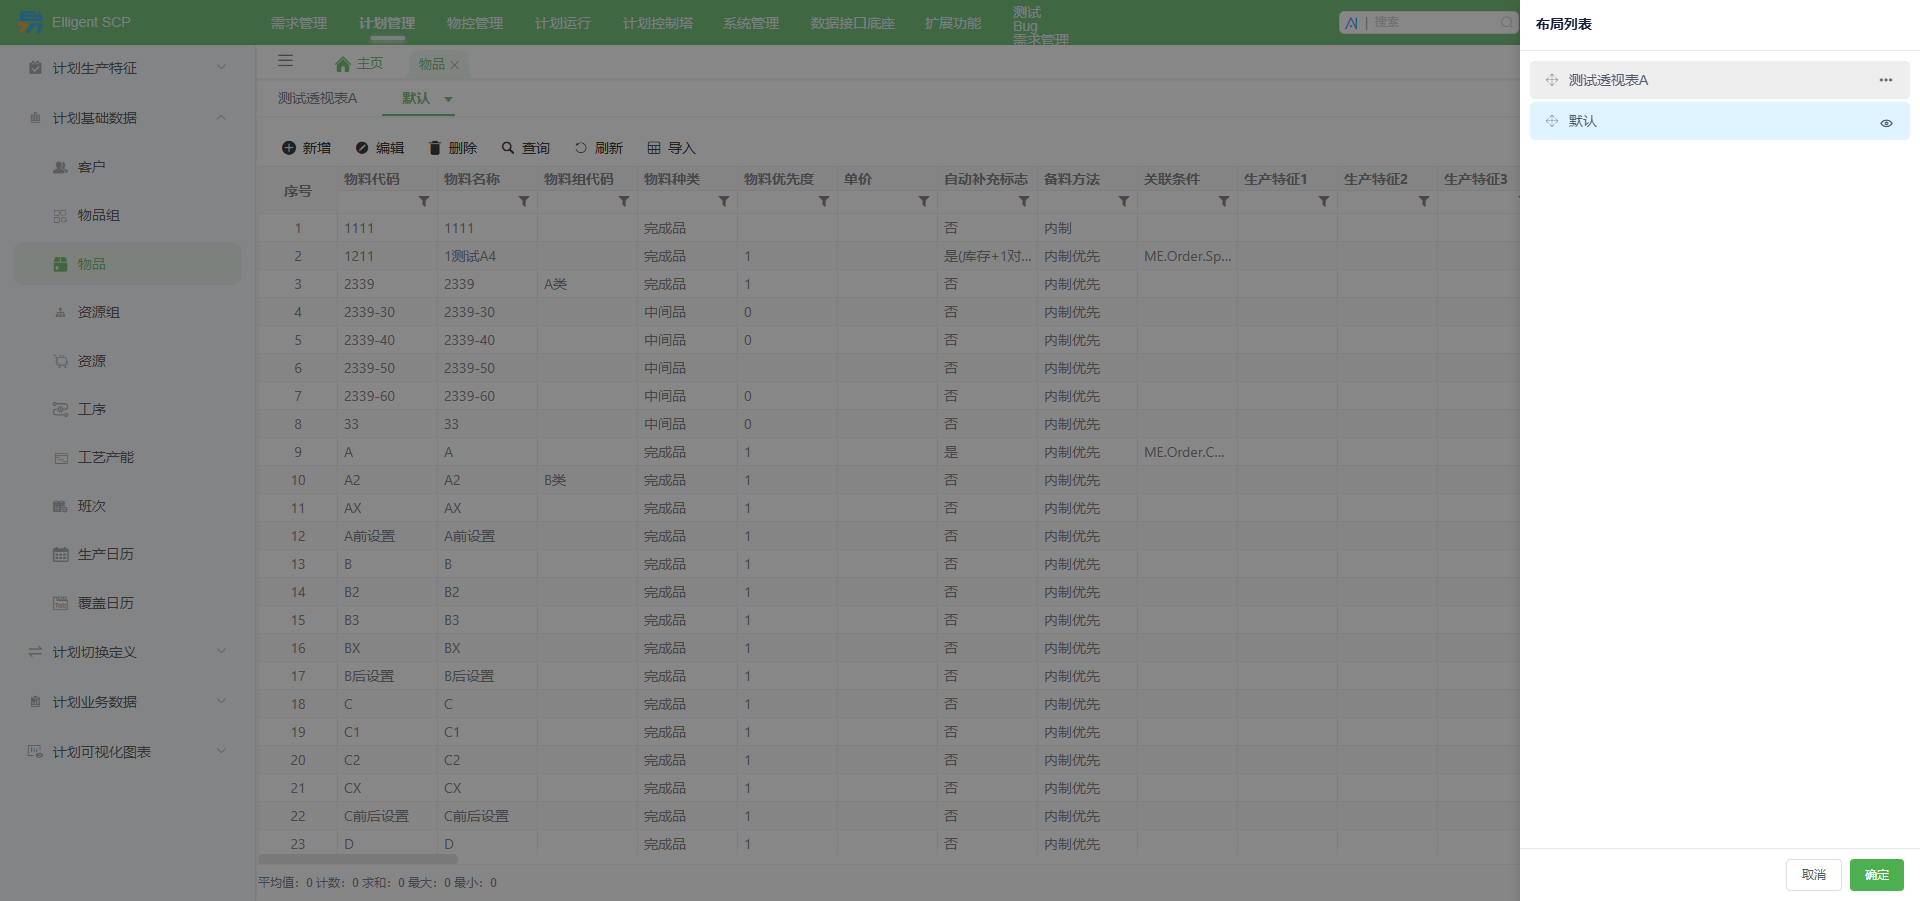 Elligent SCP
需求管理 计划管理 物控管理 计划运行 计划控制塔 系统管理 数据接口底座 扩展功能 测试
Bug
需求管理
AI | 搜索
布局列表
测试透视表A
默认
取消 确定
计划生产特征
计划基础数据
客户
物品组
物品
资源组
资源
工序
工艺产能
班次
生产日历
覆盖日历
计划切换定义
计划业务数据
计划可视化图表
主页 物品
测试透视表A 默认
新增 编辑 删除 查询 刷新 导入
序号 物料代码 物料名称 物料组代码 物料种类 物料优先度 单价 自动补充标志 备料方法 关联条件 生产特征1 生产特征2 生产特征3
1 1111 1111 完成品 否 内制
2 1211 1测试A4 完成品 1 是(库存+1对... 内制优先 ME.Order.Sp...
3 2339 2339 A类 完成品 1 否 内制优先
4 2339-30 2339-30 中间品 0 否 内制优先
5 2339-40 2339-40 中间品 0 否 内制优先
6 2339-50 2339-50 中间品 否 内制优先
7 2339-60 2339-60 中间品 0 否 内制优先
8 33 33 中间品 0 否 内制优先
9 A A 完成品 1 是 内制优先 ME.Order.C...
10 A2 A2 B类 完成品 1 否 内制优先
11 AX AX 完成品 1 否 内制优先
12 A前设置 A前设置 完成品 1 否 内制优先
13 B B 完成品 1 否 内制优先
14 B2 B2 完成品 1 否 内制优先
15 B3 B3 完成品 1 否 内制优先
16 BX BX 完成品 1 否 内制优先
17 B后设置 B后设置 完成品 1 否 内制优先
18 C C 完成品 1 否 内制优先
19 C1 C1 完成品 1 否 内制优先
20 C2 C2 完成品 1 否 内制优先
21 CX CX 完成品 1 否 内制优先
22 C前后设置 C前后设置 完成品 1 否 内制优先
23 D D 完成品 1 否 内制优先
平均值：0 计数：0 求和：0 最大：0 最小：0